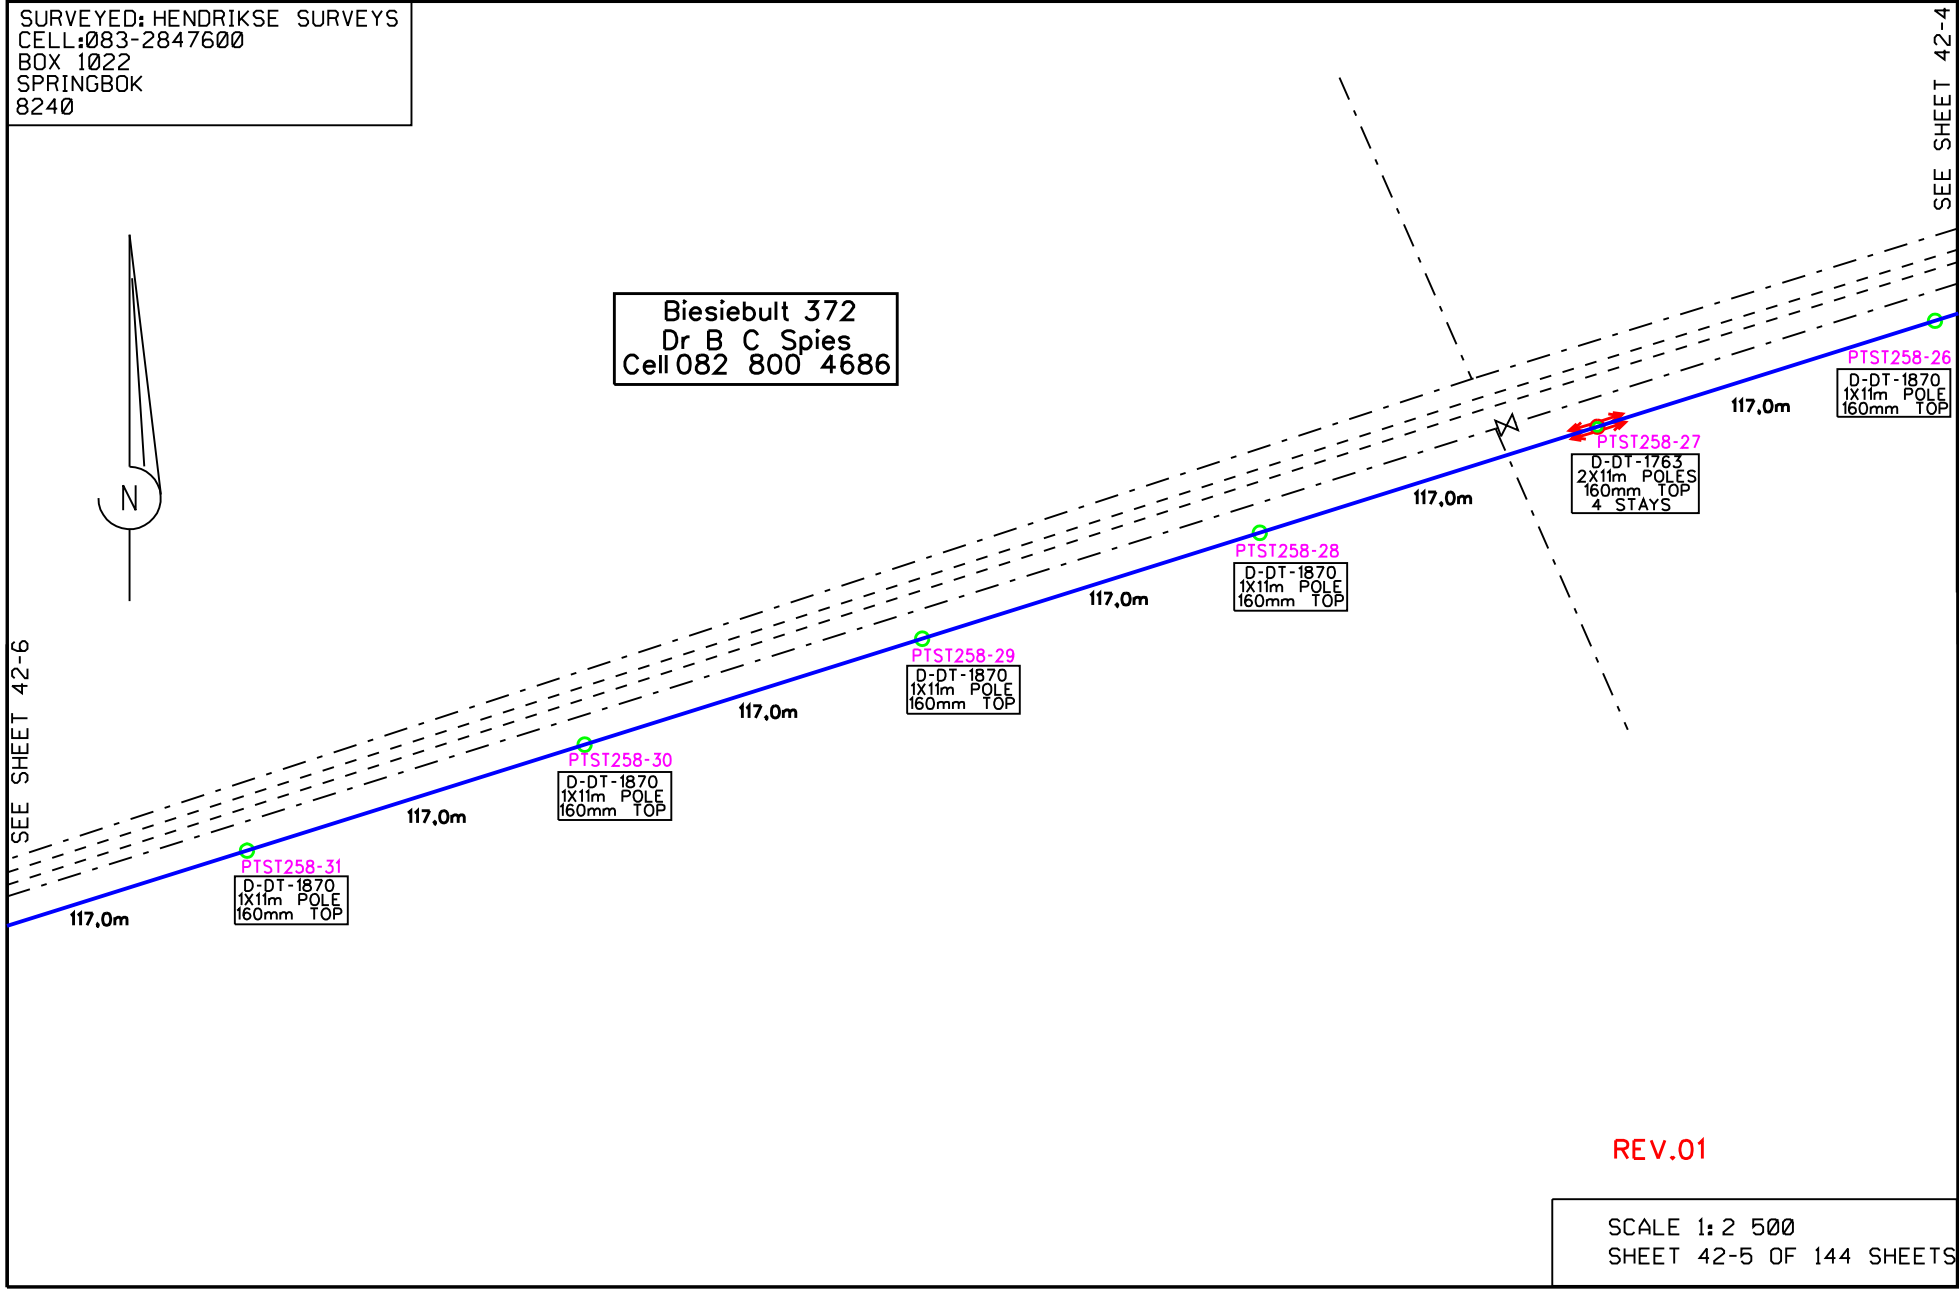 SURVEYED: HENDRIKSE SURVEYS
CELL:083-2847600
BOX 1022
SPRINGBOK
8240
SEE SHEET 42-4
Biesiebult 372
Dr B C Spies
Cell 082 800 4686
N
PTST258-26
D-DT-1870
1X11m POLE
160mm TOP
117,0m
PTST258-27
D-DT-1763
2X11m POLES
160mm TOP
4 STAYS
117,0m
PTST258-28
D-DT-1870
1X11m POLE
160mm TOP
117,0m
PTST258-29
D-DT-1870
1X11m POLE
160mm TOP
117,0m
PTST258-30
D-DT-1870
1X11m POLE
160mm TOP
117,0m
PTST258-31
D-DT-1870
1X11m POLE
160mm TOP
117,0m
SEE SHEET 42-6
REV.01
SCALE 1:2 500
SHEET 42-5 OF 144 SHEETS